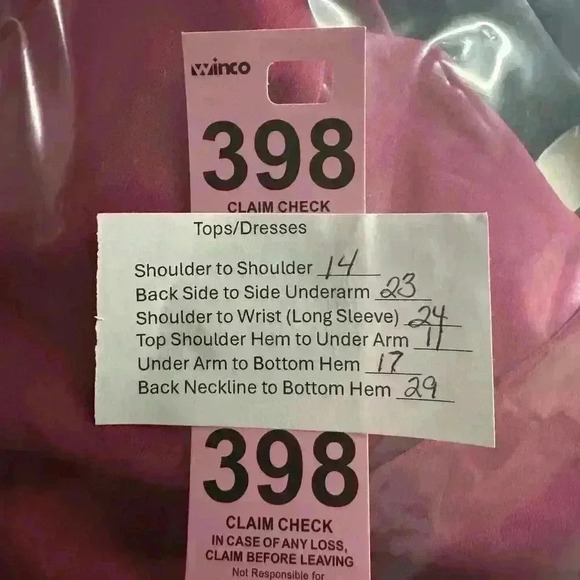 Winco
398
CLAIM CHECK
Tops/Dresses
Shoulder to Shoulder 14
Back Side to Side Underarm 23
Shoulder to Wrist (Long Sleeve) 24
Top Shoulder Hem to Under Arm 11
Under Arm to Bottom Hem 17
Back Neckline to Bottom Hem 29
398
CLAIM CHECK
IN CASE OF ANY LOSS,
CLAIM BEFORE LEAVING
Not Responsible for